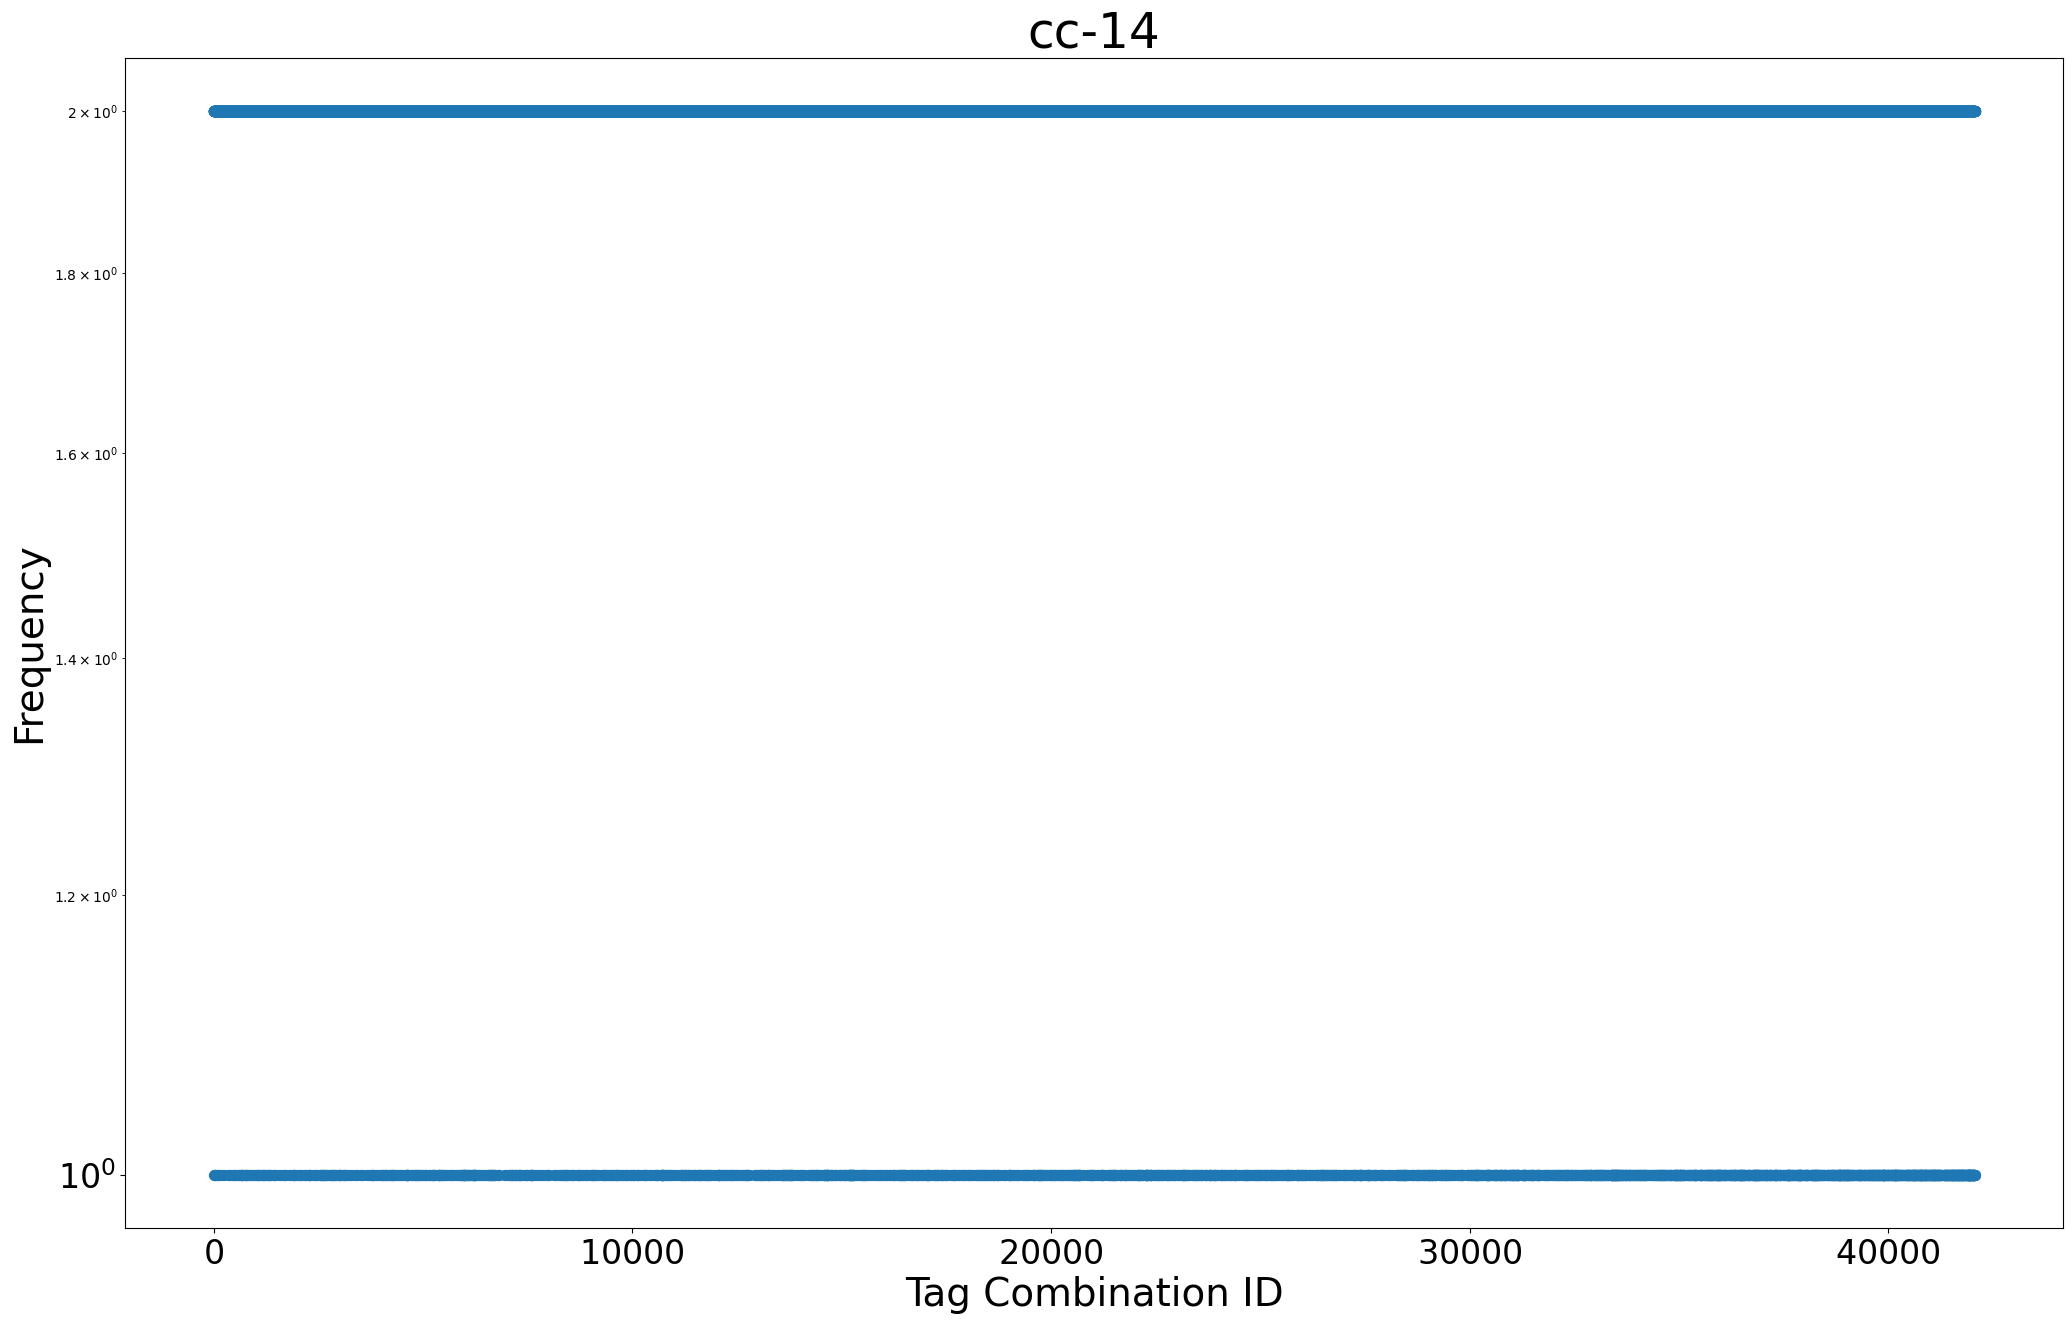 cc-14
2 × 10⁰
1.8 × 10⁰
1.6 × 10⁰
1.4 × 10⁰
1.2 × 10⁰
10⁰
Frequency
0 10000 20000 30000 40000
Tag Combination ID